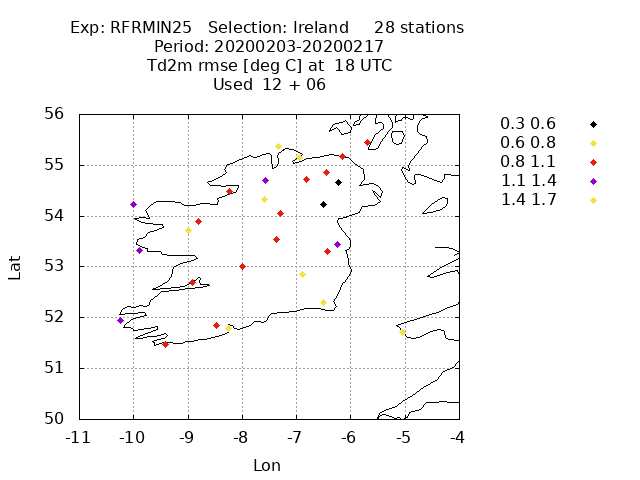 Exp: RFRMIN25   Selection: Ireland     28 stations
Period: 20200203-20200217
Td2m rmse [deg C] at  18 UTC
Used  12 + 06
56
55
54
53
52
51
50
-11 -10 -9 -8 -7 -6 -5 -4
Lat
Lon
0.3 0.6
0.6 0.8
0.8 1.1
1.1 1.4
1.4 1.7